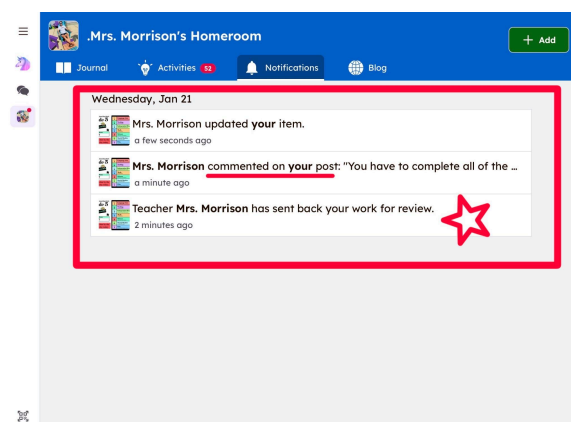 .Mrs. Morrison's Homeroom
+ Add
Journal
Activities 52
Notifications
Blog
Wednesday, Jan 21
Mrs. Morrison updated your item.
a few seconds ago
Mrs. Morrison commented on your post: "You have to complete all of the ...
a minute ago
Teacher Mrs. Morrison has sent back your work for review.
2 minutes ago